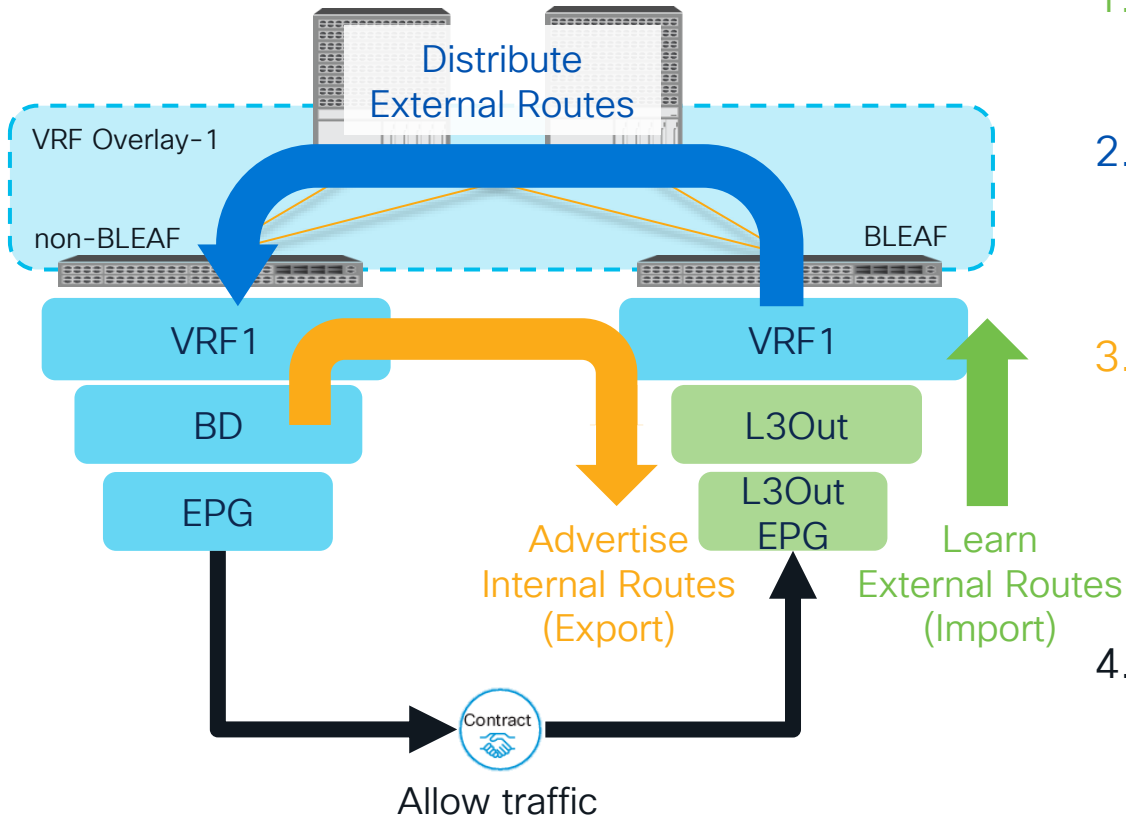 1.
Distribute
External Routes
VRF Overlay-1
2.
non-BLEAF
BLEAF
VRF1
VRF1
3.
BD
L3Out
EPG
L3Out
EPG
Advertise
Internal Routes
(Export)
Learn
External Routes
(Import)
4.
Contract
Allow traffic